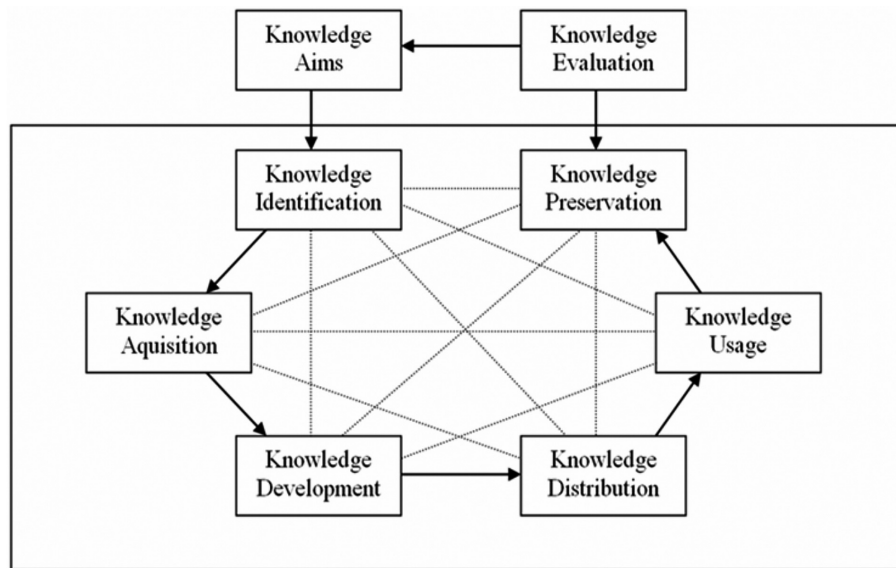 Knowledge
Aims
Knowledge
Evaluation
Knowledge
Identification
Knowledge
Preservation
Knowledge
Aquisition
Knowledge
Usage
Knowledge
Development
Knowledge
Distribution